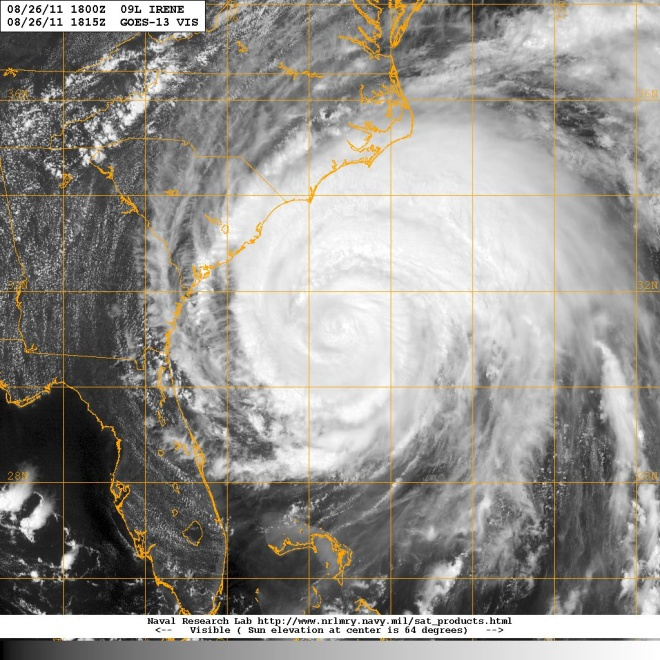 08/26/11 1800Z 09L IRENE
08/26/11 1815Z GOES-13 VIS
36N 36N
32N 32N
28N 28N
Naval Research Lab http://www.nrlmry.navy.mil/sat_products.html
<-- Visible ( Sun elevation at center is 64 degrees) -->